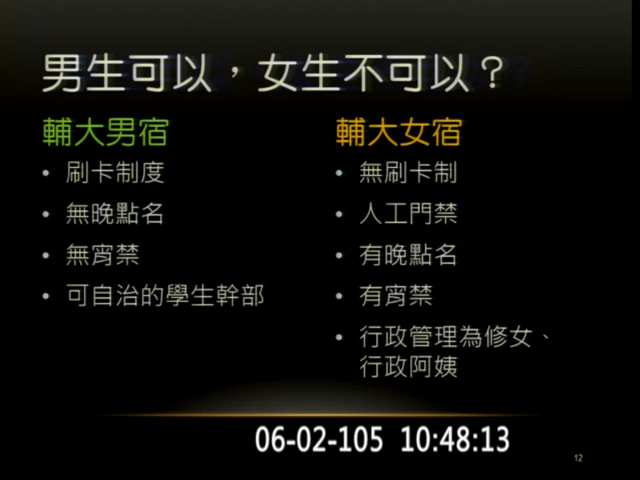 男生可以，女生不可以？
輔大男宿
• 刷卡制度
• 無晚點名
• 無宵禁
• 可自治的學生幹部
輔大女宿
• 無刷卡制
• 人工門禁
• 有晚點名
• 有宵禁
• 行政管理為修女、
行政阿姨
06-02-105 10:48:13
12